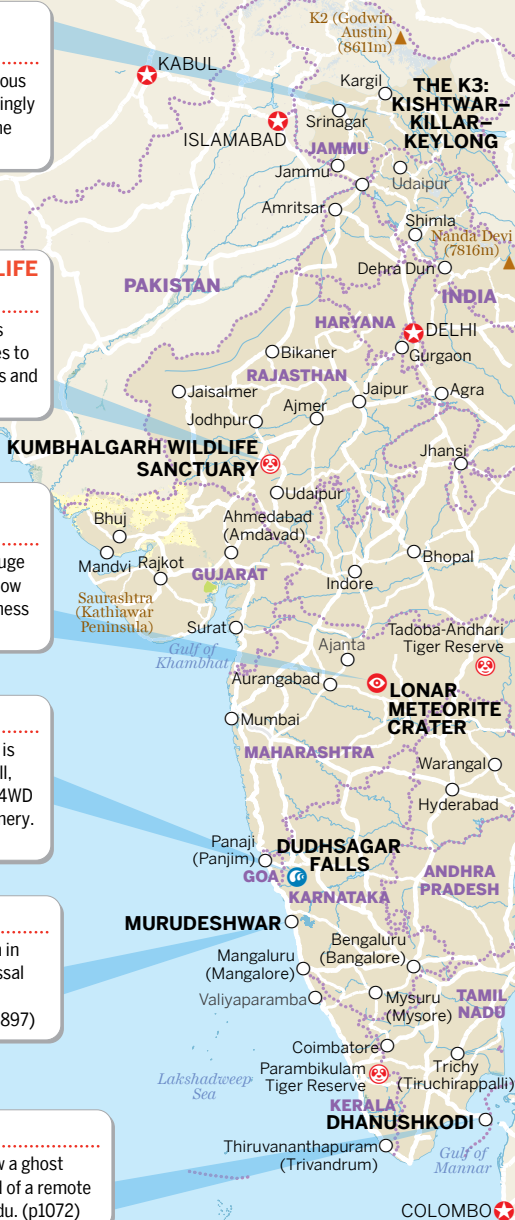 K2 (Godwin
Austin)
(8611m)
KABUL
Kargil
THE K3:
KISHTWAR–
KILLAR–
KEYLONG
ISLAMABAD
Srinagar
JAMMU
Jammu
Udaipur
Amritsar
Shimla
Nanda Devi
(7816m)
Dehra Dun
PAKISTAN
INDIA
HARYANA
DELHI
Gurgaon
Bikaner
RAJASTHAN
Jaisalmer
Jaipur
Agra
Ajmer
Jodhpur
KUMBHALGARH WILDLIFE
SANCTUARY
Jhansi
Udaipur
Bhuj
Ahmedabad
(Amdavad)
Mandvi
Rajkot
GUJARAT
Indore
Bhopal
Saurashtra
(Kathiawar
Peninsula)
Surat
Gulf of
Khambhat
Ajanta
Tadoba-Andhari
Tiger Reserve
Aurangabad
LONAR
METEORITE
CRATER
Mumbai
MAHARASHTRA
Warangal
Hyderabad
Panaji
(Panjim)
DUDHSAGAR
FALLS
GOA
KARNATAKA
ANDHRA
PRADESH
MURUDESHWAR
Bengaluru
(Bangalore)
Mangaluru
(Mangalore)
Valiyaparamba
Mysuru
(Mysore)
TAMIL
NADU
Coimbatore
Lakshadweep
Sea
Parambikulam
Tiger Reserve
Trichy
(Tiruchirappalli)
KERALA
DHANUSHKODI
Thiruvananthapuram
(Trivandrum)
Gulf of
Mannar
COLOMBO
ous
ingly
ne
LIFE
s
es to
s and
uge
ow
ness
is
ll,
4WD
nery.
n in
ssal
897)
w a ghost
d of a remote
du. (p1072)